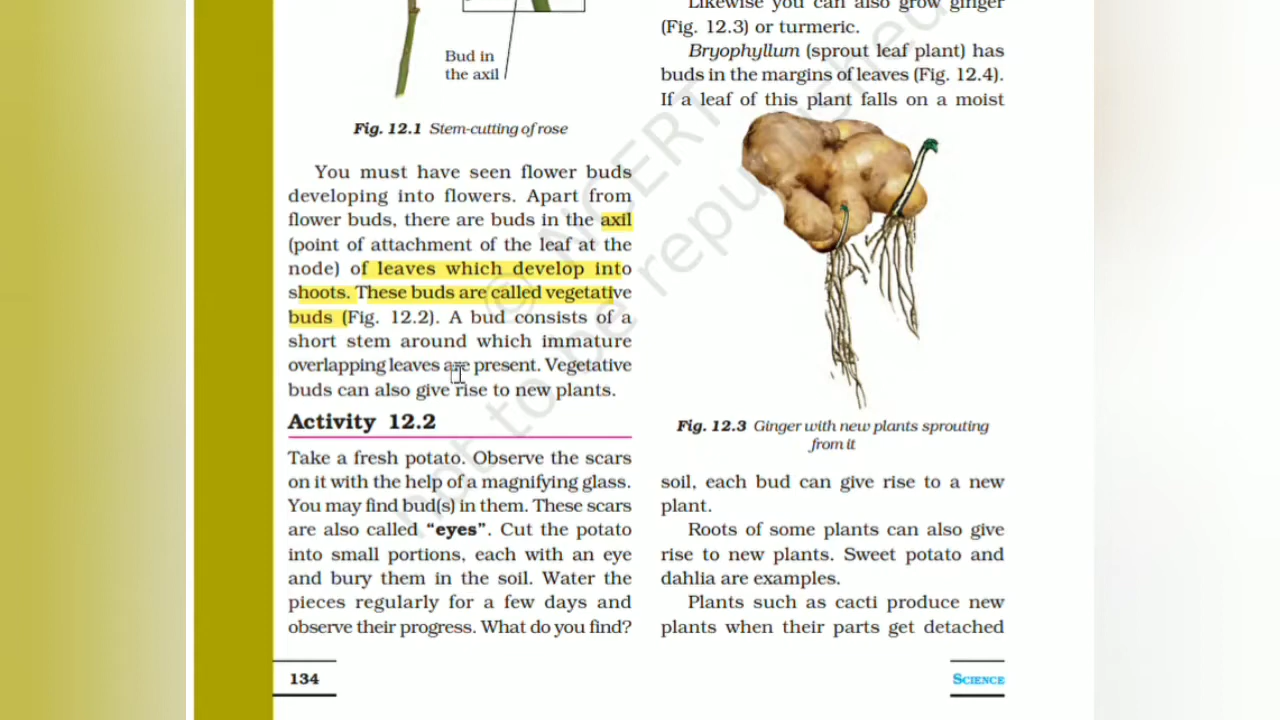 Bud in
the axil
Fig. 12.1 Stem-cutting of rose
You must have seen flower buds
developing into flowers. Apart from
flower buds, there are buds in the axil
(point of attachment of the leaf at the
node) of leaves which develop into
shoots. These buds are called vegetative
buds (Fig. 12.2). A bud consists of a
short stem around which immature
overlapping leaves are present. Vegetative
buds can also give rise to new plants.
Activity 12.2
Take a fresh potato. Observe the scars
on it with the help of a magnifying glass.
You may find bud(s) in them. These scars
are also called “eyes”. Cut the potato
into small portions, each with an eye
and bury them in the soil. Water the
pieces regularly for a few days and
observe their progress. What do you find?
134
Likewise you can also grow ginger
(Fig. 12.3) or turmeric.
Bryophyllum (sprout leaf plant) has
buds in the margins of leaves (Fig. 12.4).
If a leaf of this plant falls on a moist
Fig. 12.3 Ginger with new plants sprouting
from it
soil, each bud can give rise to a new
plant.
Roots of some plants can also give
rise to new plants. Sweet potato and
dahlia are examples.
Plants such as cacti produce new
plants when their parts get detached
SCIENCE
© NCERT
not to be republished